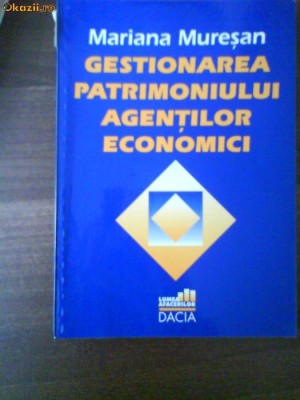 Okazii.ro
Mariana Mureșan
GESTIONAREA
PATRIMONIULUI
AGENȚILOR
ECONOMICI
LUMEA
AFACERILOR
DACIA